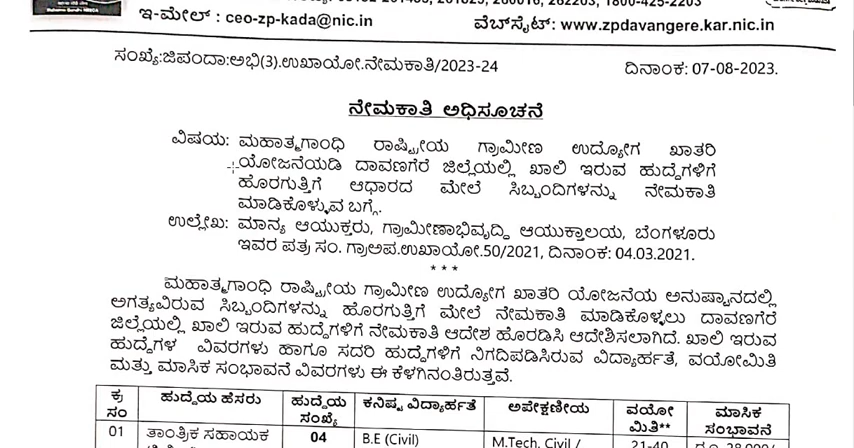 262203, 1800-425-2203
ಇ-ಮೇಲ್ : ceo-zp-kada@nic.in ವೆಬ್‌ಸೈಟ್: www.zpdavangere.kar.nic.in
ಸಂಖ್ಯೆ:ಜಿಪಂದಾ:ಅಭಿ(3).ಉಖಾಯೋ.ನೇಮಕಾತಿ/2023-24 ದಿನಾಂಕ: 07-08-2023.
ನೇಮಕಾತಿ ಅಧಿಸೂಚನೆ
ವಿಷಯ: ಮಹಾತ್ಮಗಾಂಧಿ ರಾಷ್ಟ್ರೀಯ ಗ್ರಾಮೀಣ ಉದ್ಯೋಗ ಖಾತರಿ
ಯೋಜನೆಯಡಿ ದಾವಣಗೆರೆ ಜಿಲ್ಲೆಯಲ್ಲಿ ಖಾಲಿ ಇರುವ ಹುದ್ದೆಗಳಿಗೆ
ಹೊರಗುತ್ತಿಗೆ ಆಧಾರದ ಮೇಲೆ ಸಿಬ್ಬಂದಿಗಳನ್ನು ನೇಮಕಾತಿ
ಮಾಡಿಕೊಳ್ಳುವ ಬಗ್ಗೆ.
ಉಲ್ಲೇಖ: ಮಾನ್ಯ ಆಯುಕ್ತರು, ಗ್ರಾಮೀಣಾಭಿವೃದ್ಧಿ ಆಯುಕ್ತಾಲಯ, ಬೆಂಗಳೂರು
ಇವರ ಪತ್ರ ಸಂ. ಗ್ರಾಅಪ.ಉಖಾಯೋ.50/2021, ದಿನಾಂಕ: 04.03.2021.
***
ಮಹಾತ್ಮಗಾಂಧಿ ರಾಷ್ಟ್ರೀಯ ಗ್ರಾಮೀಣ ಉದ್ಯೋಗ ಖಾತರಿ ಯೋಜನೆಯ ಅನುಷ್ಠಾನದಲ್ಲಿ
ಅಗತ್ಯವಿರುವ ಸಿಬ್ಬಂದಿಗಳನ್ನು ಹೊರಗುತ್ತಿಗೆ ಮೇಲೆ ನೇಮಕಾತಿ ಮಾಡಿಕೊಳ್ಳಲು ದಾವಣಗೆರೆ
ಜಿಲ್ಲೆಯಲ್ಲಿ ಖಾಲಿ ಇರುವ ಹುದ್ದೆಗಳಿಗೆ ನೇಮಕಾತಿ ಆದೇಶ ಹೊರಡಿಸಿ ಆದೇಶಿಸಲಾಗಿದೆ. ಖಾಲಿ ಇರುವ
ಹುದ್ದೆಗಳ ವಿವರಗಳು ಹಾಗೂ ಸದರಿ ಹುದ್ದೆಗಳಿಗೆ ನಿಗದಿಪಡಿಸಿರುವ ವಿದ್ಯಾರ್ಹತೆ, ವಯೋಮಿತಿ
ಮತ್ತು ಮಾಸಿಕ ಸಂಭಾವನೆ ವಿವರಗಳು ಈ ಕೆಳಗಿನಂತಿರುತ್ತವೆ.
ಕ್ರ ಹುದ್ದೆಯ ಹೆಸರು ಹುದ್ದೆಯ ಕನಿಷ್ಟ ವಿದ್ಯಾರ್ಹತೆ ಅಪೇಕ್ಷಣೀಯ ವಯೋ ಮಾಸಿಕ
ಸಂ ಸಂಖ್ಯೆ ಮಿತಿ** ಸಂಭಾವನೆ
01 ತಾಂತ್ರಿಕ ಸಹಾಯಕ 04 B.E (Civil) M.Tech. Civil / 21-40